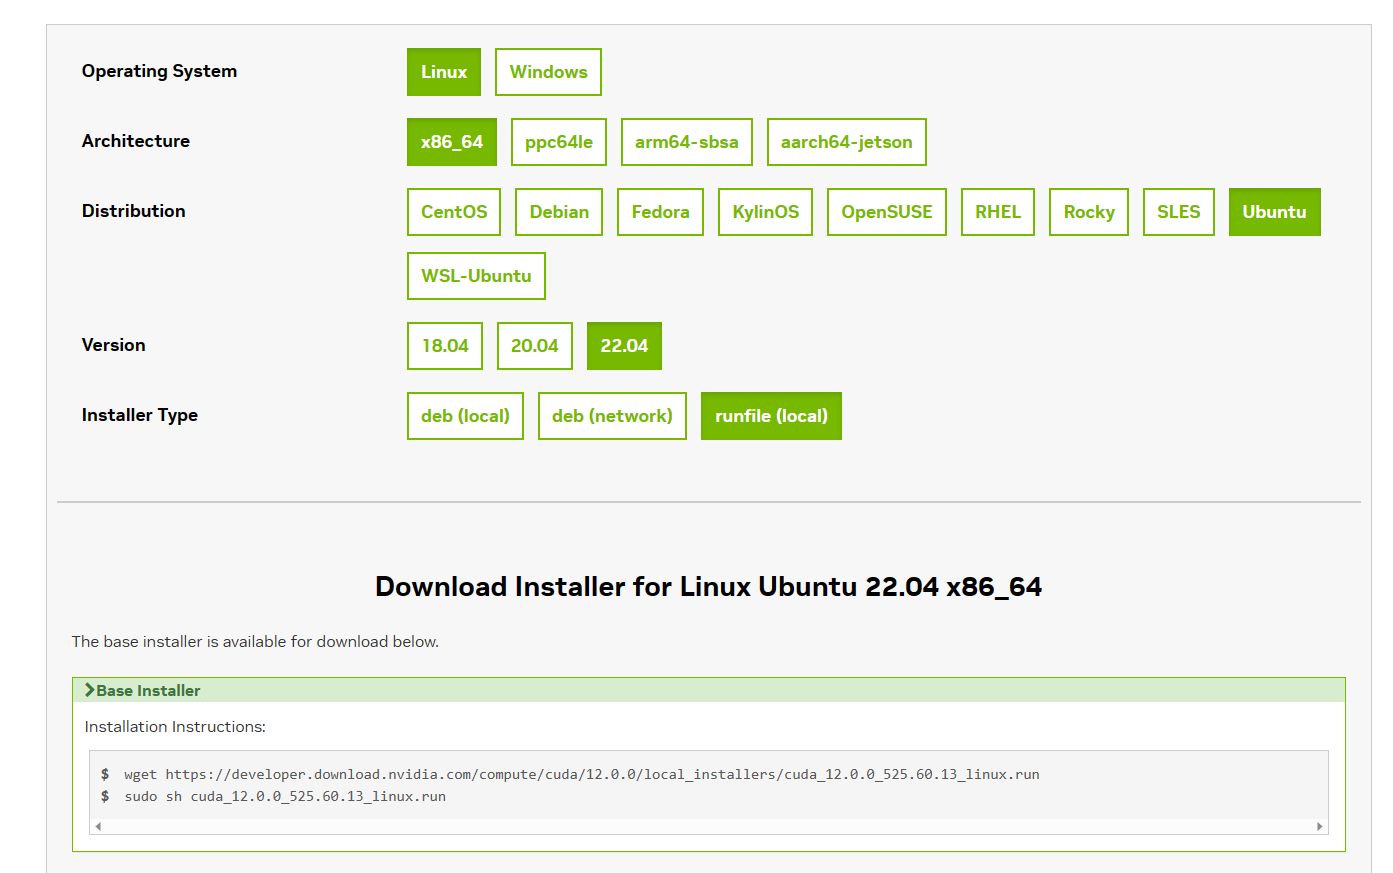 Operating System
Linux Windows
Architecture
x86_64 ppc64le arm64-sbsa aarch64-jetson
Distribution
CentOS Debian Fedora KylinOS OpenSUSE RHEL Rocky SLES Ubuntu
WSL-Ubuntu
Version
18.04 20.04 22.04
Installer Type
deb (local) deb (network) runfile (local)
Download Installer for Linux Ubuntu 22.04 x86_64
The base installer is available for download below.
Base Installer
Installation Instructions:
$ wget https://developer.download.nvidia.com/compute/cuda/12.0.0/local_installers/cuda_12.0.0_525.60.13_linux.run
$ sudo sh cuda_12.0.0_525.60.13_linux.run